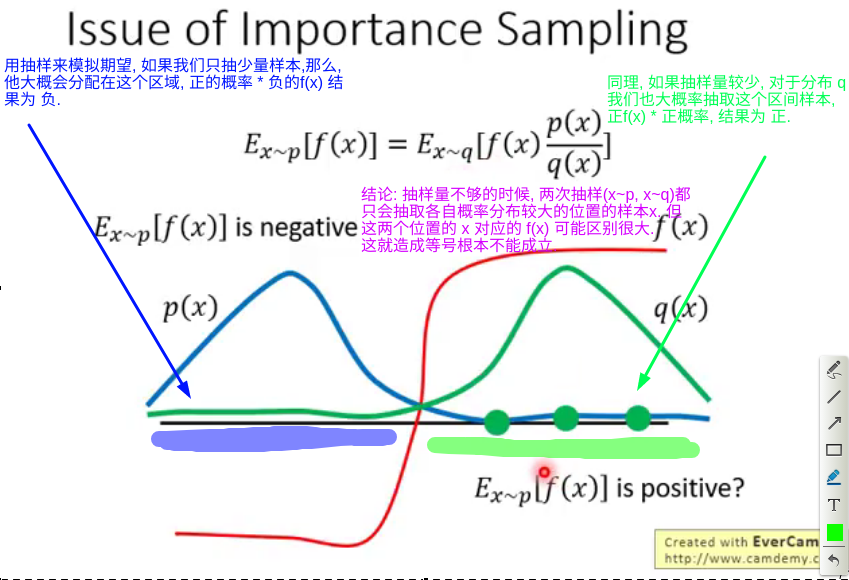 Issue of Importance Sampling
用抽样来模拟期望, 如果我们只抽少量样本,那么,
他大概会分配在这个区域, 正的概率 * 负的f(x) 结
果为 负.
同理, 如果抽样量较少, 对于分布 q
我们也大概率抽取这个区间样本,
正f(x) * 正概率, 结果为 正.
E_{x~p}[f(x)] = E_{x~q}[f(x) p(x)/q(x)]
结论: 抽样量不够的时候, 两次抽样(x~p, x~q)都
只会抽取各自概率分布较大的位置的样本x, 但
这两个位置的 x 对应的 f(x) 可能区别很大.
这就造成等号根本不能成立
E_{x~p}[f(x)] is negative
f(x)
p(x)
q(x)
E_{x~p}[f(x)] is positive?
T
Created with EverCam
http://www.camdemy.c